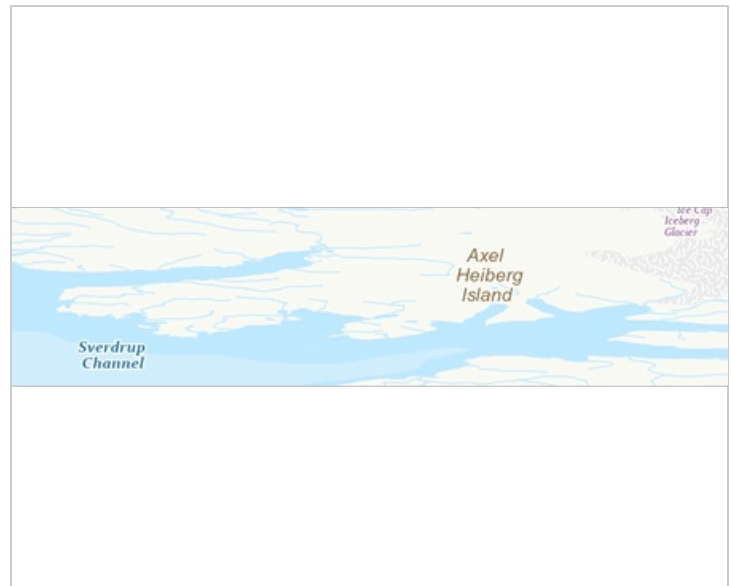 Ice Cap
Iceberg
Glacier
Axel
Heiberg
Island
Sverdrup
Channel